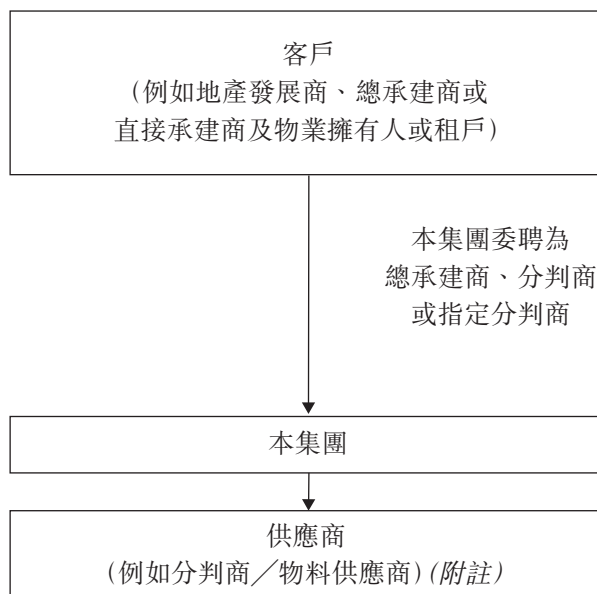 客戶
(例如地產發展商、總承建商或
直接承建商及物業擁有人或租戶)
本集團委聘為
總承建商、分判商
或指定分判商
本集團
供應商
(例如分判商／物料供應商)(附註)